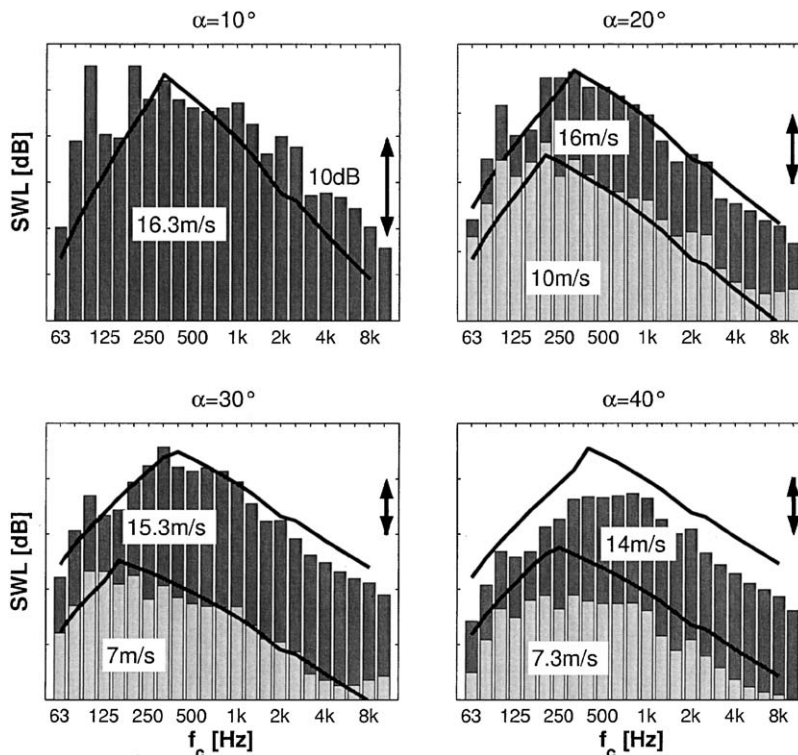 α=10°
α=20°
SWL [dB]
10dB
16.3m/s
16m/s
10m/s
63 125 250 500 1k 2k 4k 8k
63 125 250 500 1k 2k 4k 8k
α=30°
α=40°
SWL [dB]
15.3m/s
14m/s
7m/s
7.3m/s
63 125 250 500 1k 2k 4k 8k
63 125 250 500 1k 2k 4k 8k
f_c [Hz]
f_c [Hz]